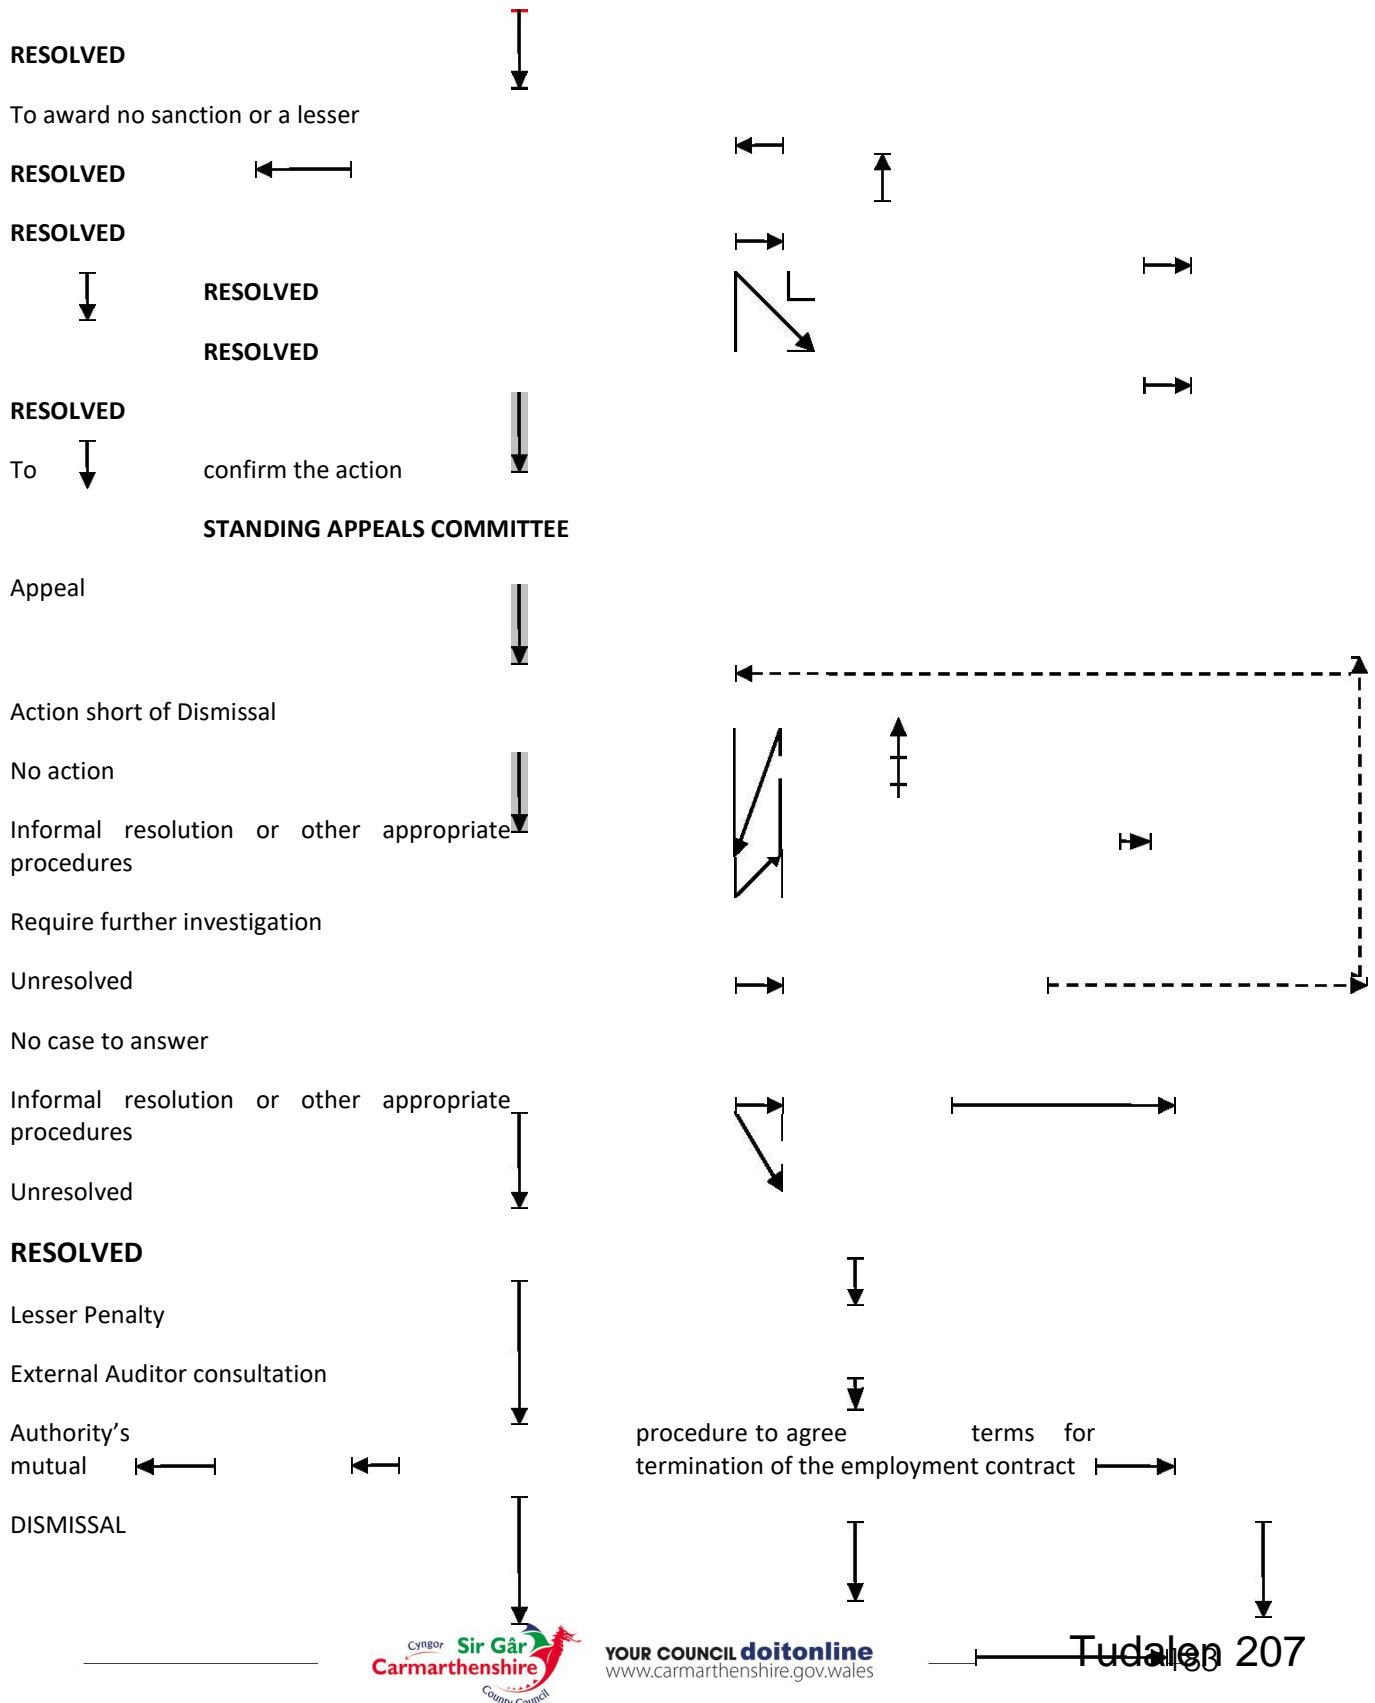 RESOLVED
To award no sanction or a lesser
RESOLVED
RESOLVED
RESOLVED
RESOLVED
RESOLVED
To confirm the action
STANDING APPEALS COMMITTEE
Appeal
Action short of Dismissal
No action
Informal resolution or other appropriate
procedures
Require further investigation
Unresolved
No case to answer
Informal resolution or other appropriate
procedures
Unresolved
RESOLVED
Lesser Penalty
External Auditor consultation
Authority’s procedure to agree terms for
mutual termination of the employment contract
DISMISSAL
Cyngor Sir Gâr
Carmarthenshire
County Council
YOUR COUNCIL doitonline
www.carmarthenshire.gov.wales
Tudalen 207